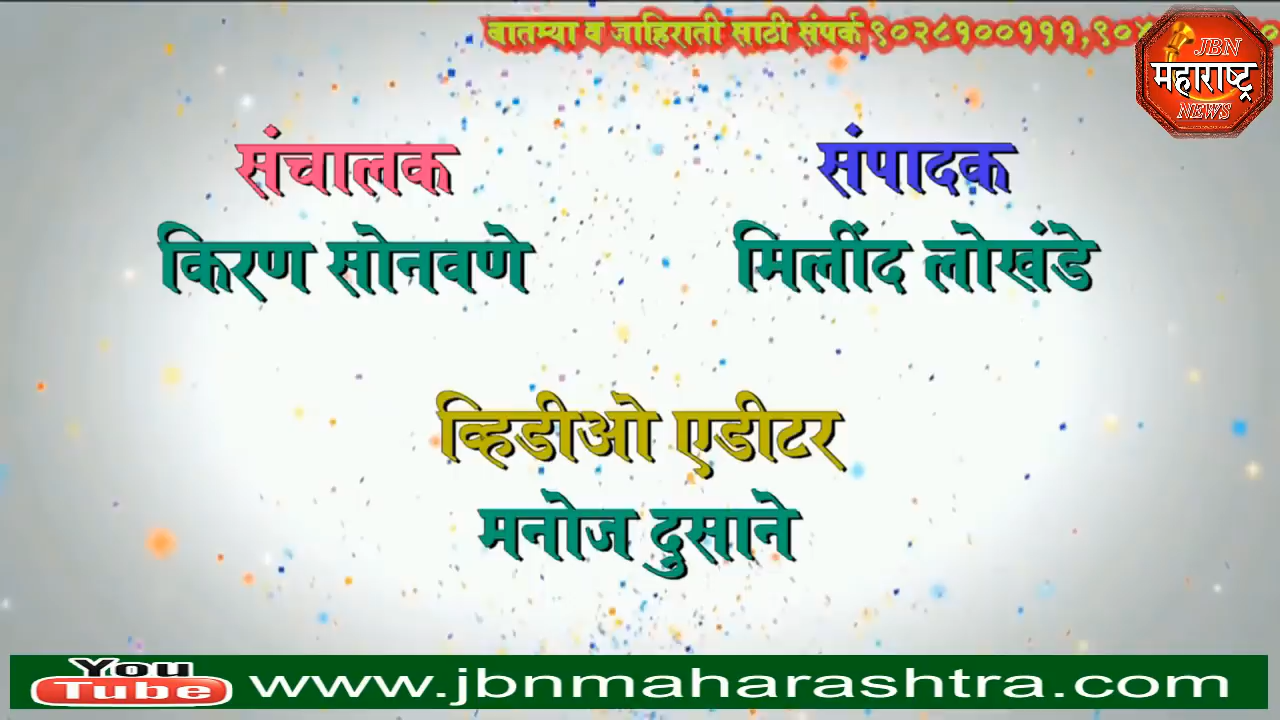 बातम्या व जाहिराती साठी संपर्क ९०२८१००१११,
JBN
महाराष्ट्र
NEWS
संचालक
संपादक
किरण सोनवणे
मिलींद लोखंडे
व्हिडीओ एडीटर
मनोज दुसाने
You
Tube
www.jbnmaharashtra.com